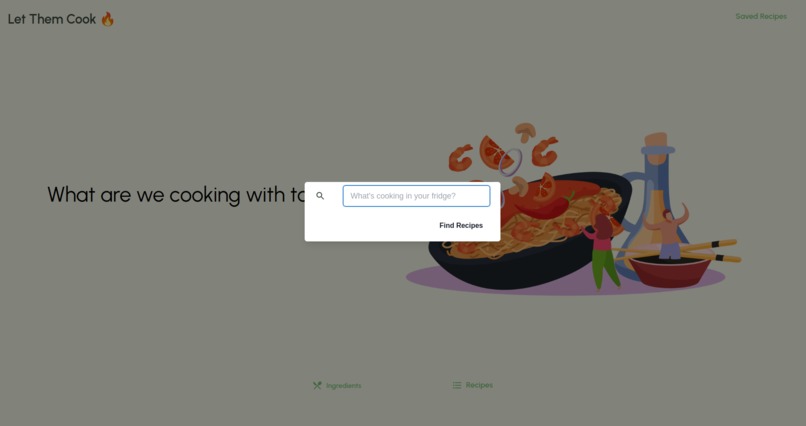 Let Them Cook 🔥
Saved Recipes
What are we cooking with to
What's cooking in your fridge?
Find Recipes
Ingredients
Recipes